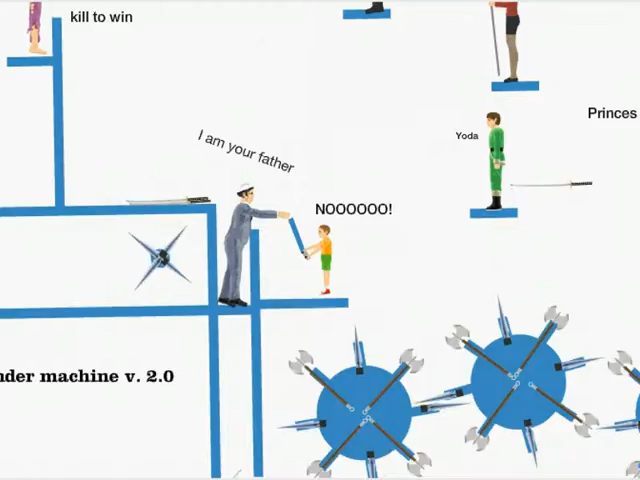 kill to win
Princes
Yoda
I am your father
NOOOOOO!
nder machine v. 2.0